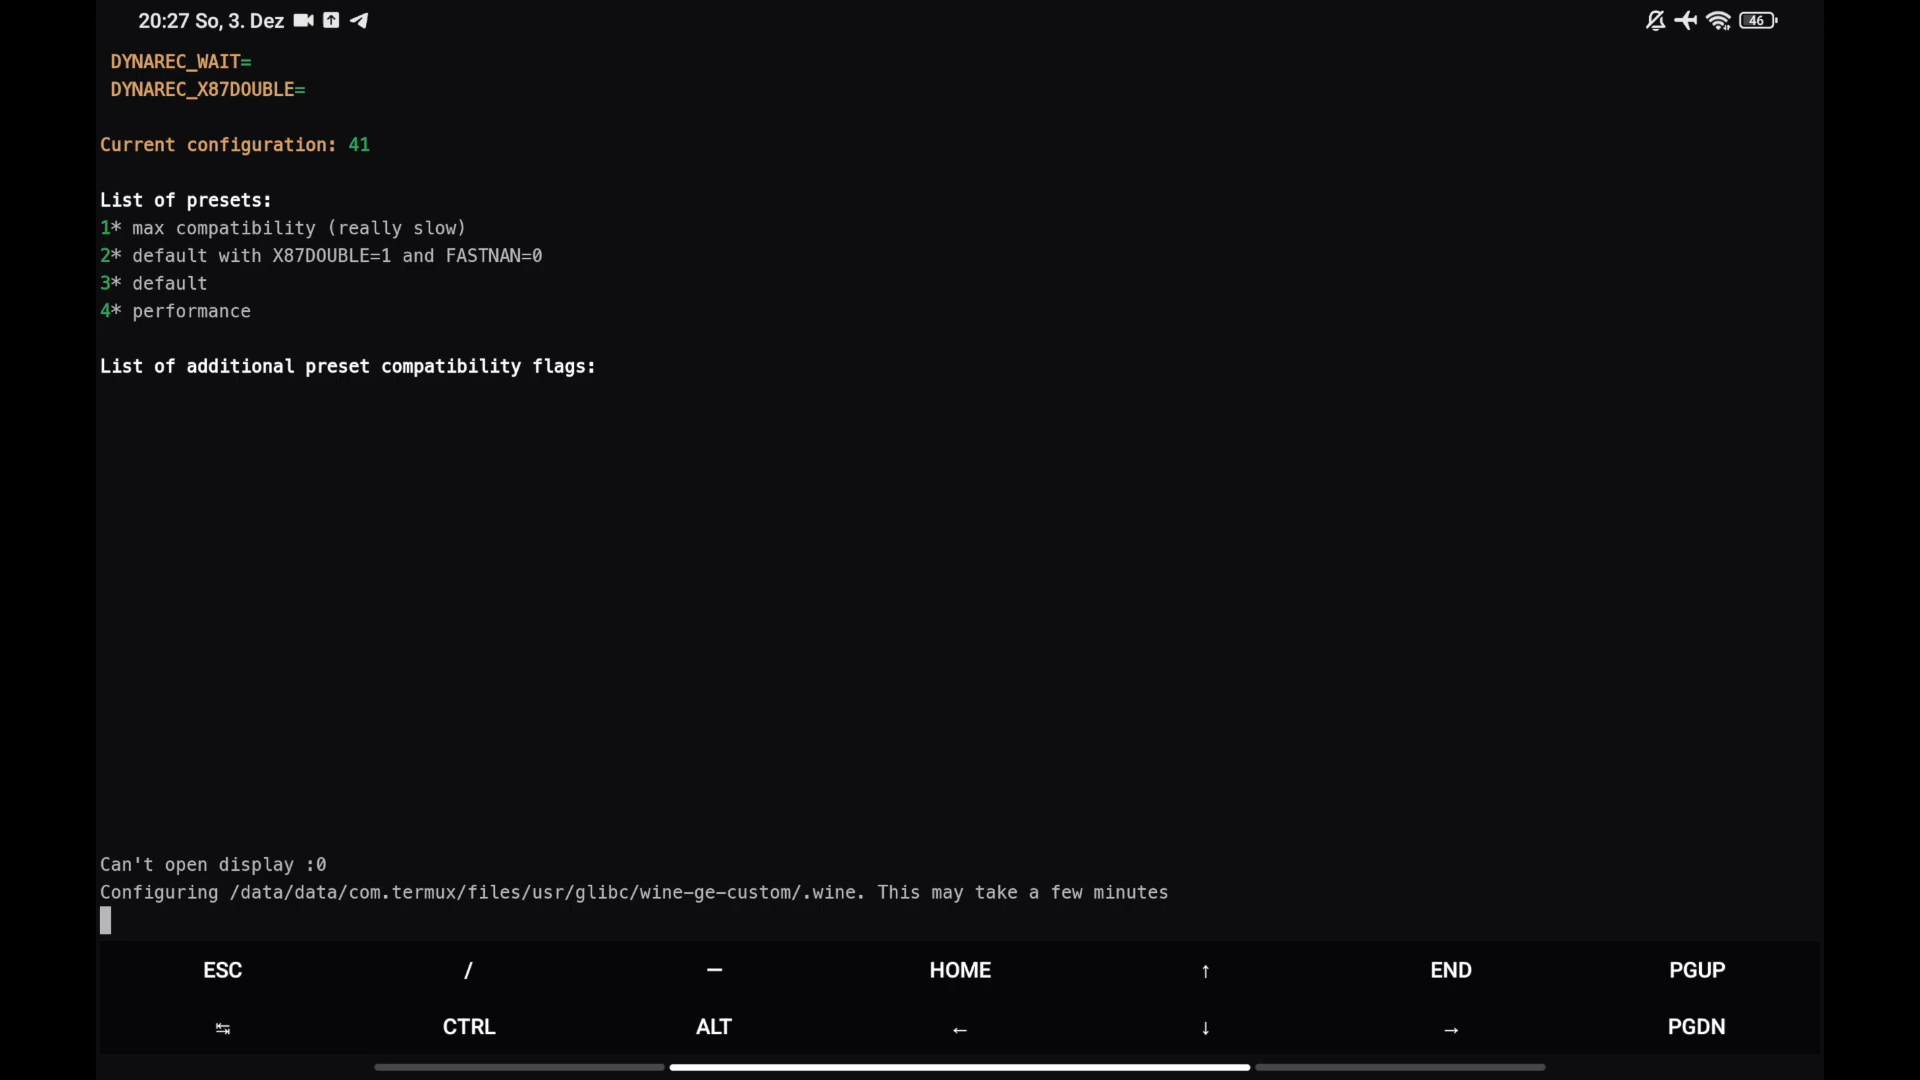 20:27 So, 3. Dez
46
DYNAREC_WAIT=
DYNAREC_X87DOUBLE=
Current configuration: 41
List of presets:
1* max compatibility (really slow)
2* default with X87DOUBLE=1 and FASTNAN=0
3* default
4* performance
List of additional preset compatibility flags:
Can't open display :0
Configuring /data/data/com.termux/files/usr/glibc/wine-ge-custom/.wine. This may take a few minutes
ESC / — HOME ↑ END PGUP
↹ CTRL ALT ← ↓ → PGDN